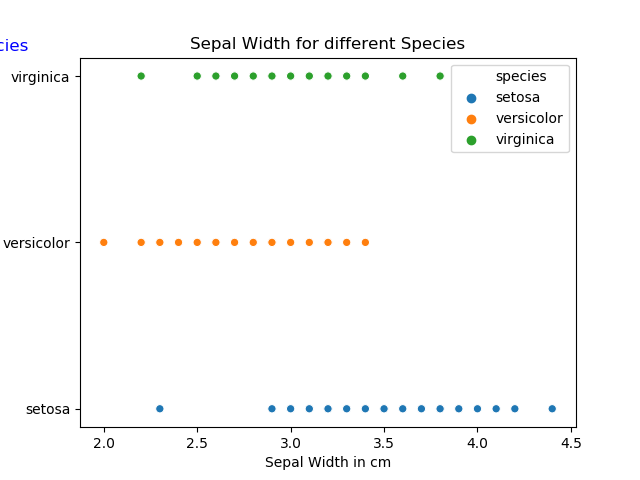 Sepal Width for different Species
virginica
versicolor
setosa
species
setosa
versicolor
virginica
2.0 2.5 3.0 3.5 4.0 4.5
Sepal Width in cm